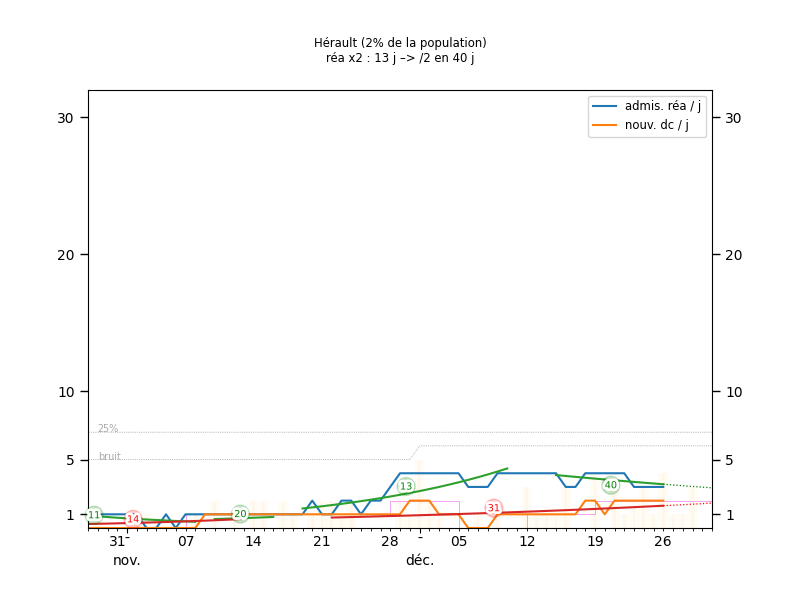 Hérault (2% de la population)
réa x2 : 13 j –> /2 en 40 j
admis. réa / j
nouv. dc / j
30 30
20 20
10 10
25%
5 bruit 5
13 40
31
1 11 14 20 1
31 07 14 21 28 05 12 19 26
nov. déc.